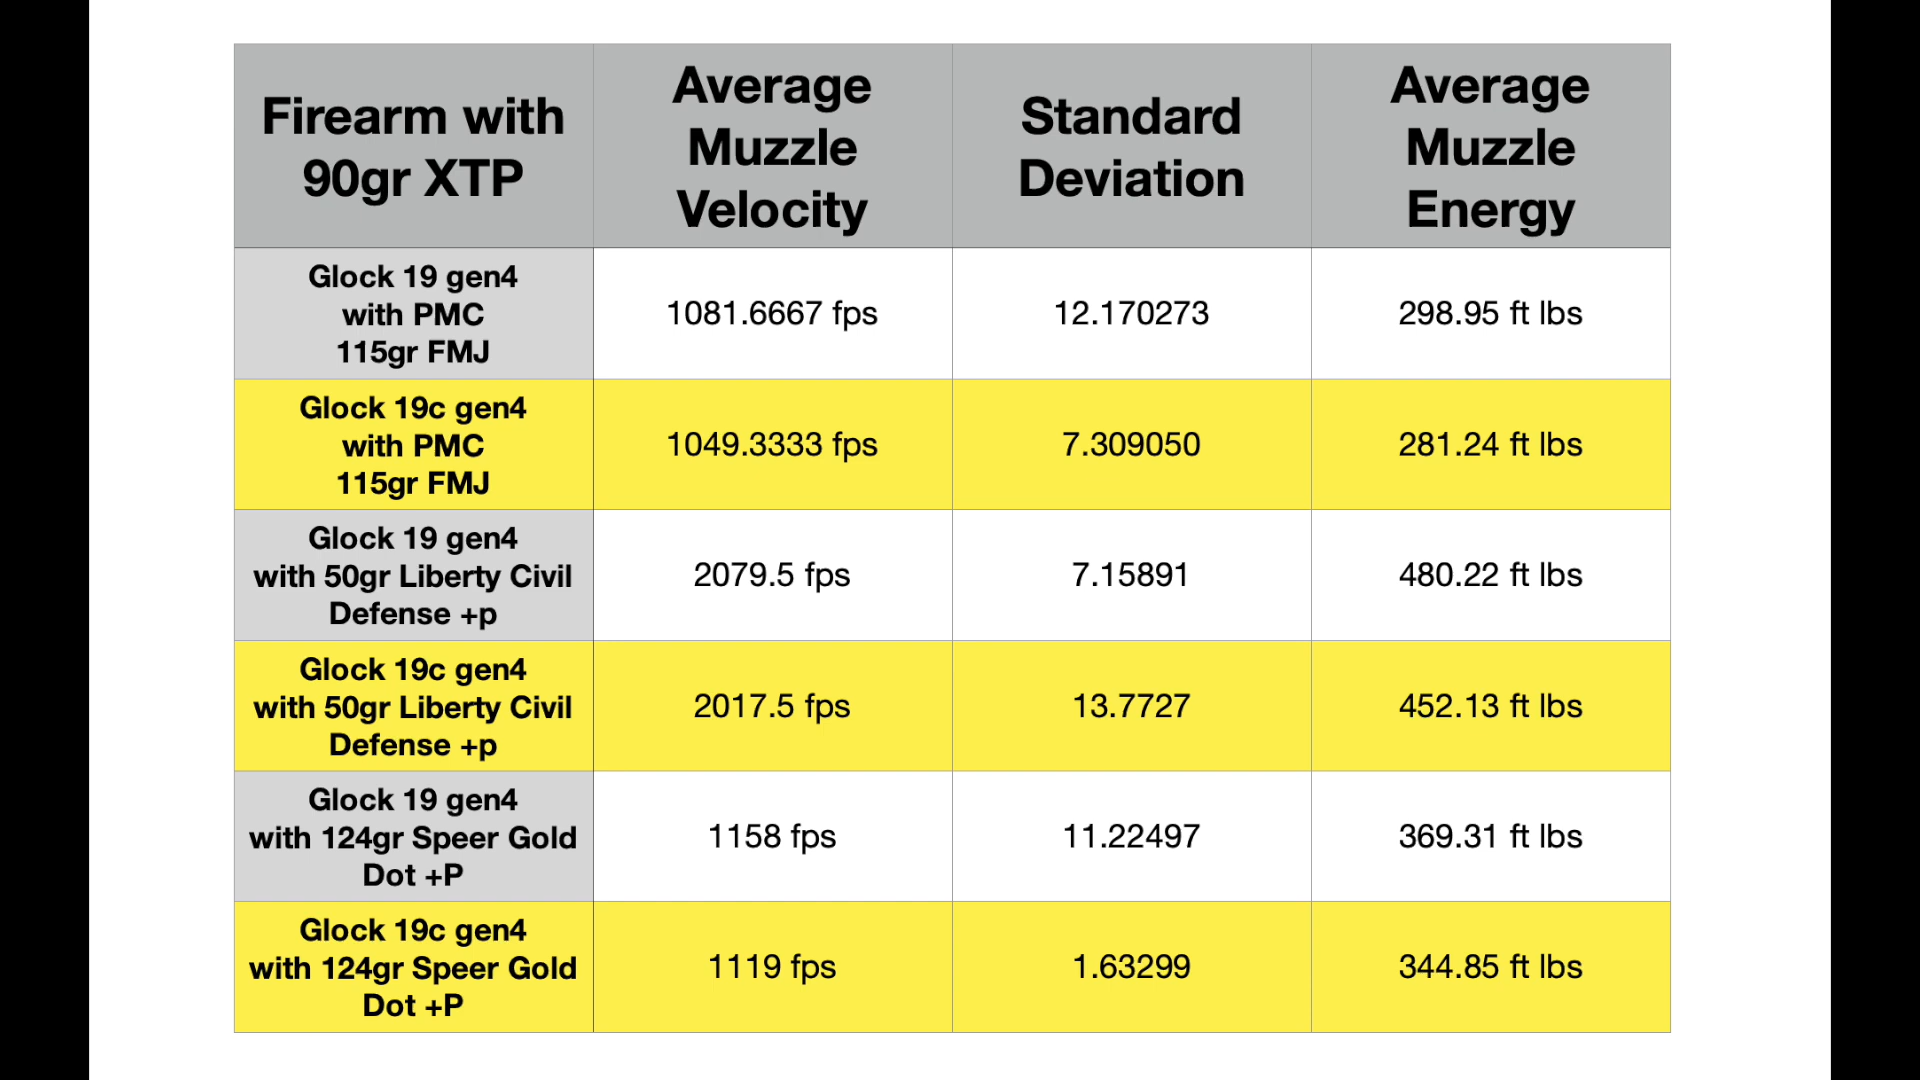 Firearm with
90gr XTP
Average
Muzzle
Velocity
Standard
Deviation
Average
Muzzle
Energy
Glock 19 gen4
with PMC
115gr FMJ
1081.6667 fps
12.170273
298.95 ft lbs
Glock 19c gen4
with PMC
115gr FMJ
1049.3333 fps
7.309050
281.24 ft lbs
Glock 19 gen4
with 50gr Liberty Civil
Defense +p
2079.5 fps
7.15891
480.22 ft lbs
Glock 19c gen4
with 50gr Liberty Civil
Defense +p
2017.5 fps
13.7727
452.13 ft lbs
Glock 19 gen4
with 124gr Speer Gold
Dot +P
1158 fps
11.22497
369.31 ft lbs
Glock 19c gen4
with 124gr Speer Gold
Dot +P
1119 fps
1.63299
344.85 ft lbs